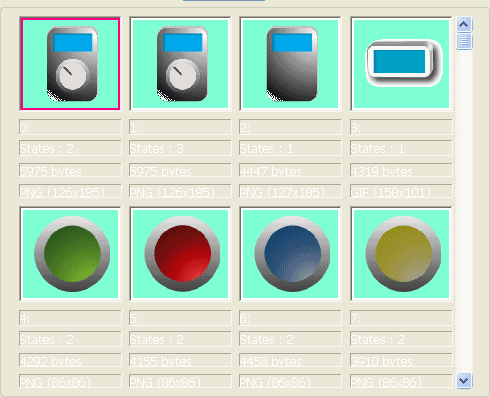 0:
1:
2:
3:
States : 2
States : 3
States : 1
States : 1
5975 bytes
5975 bytes
4447 bytes
4319 bytes
PNG (126x185)
PNG (126x185)
PNG (127x185)
GIF (158x101)
4:
5:
6:
7:
States : 2
States : 2
States : 2
States : 2
4292 bytes
4155 bytes
4458 bytes
3910 bytes
PNG (86x86)
PNG (86x86)
PNG (86x86)
PNG (86x86)